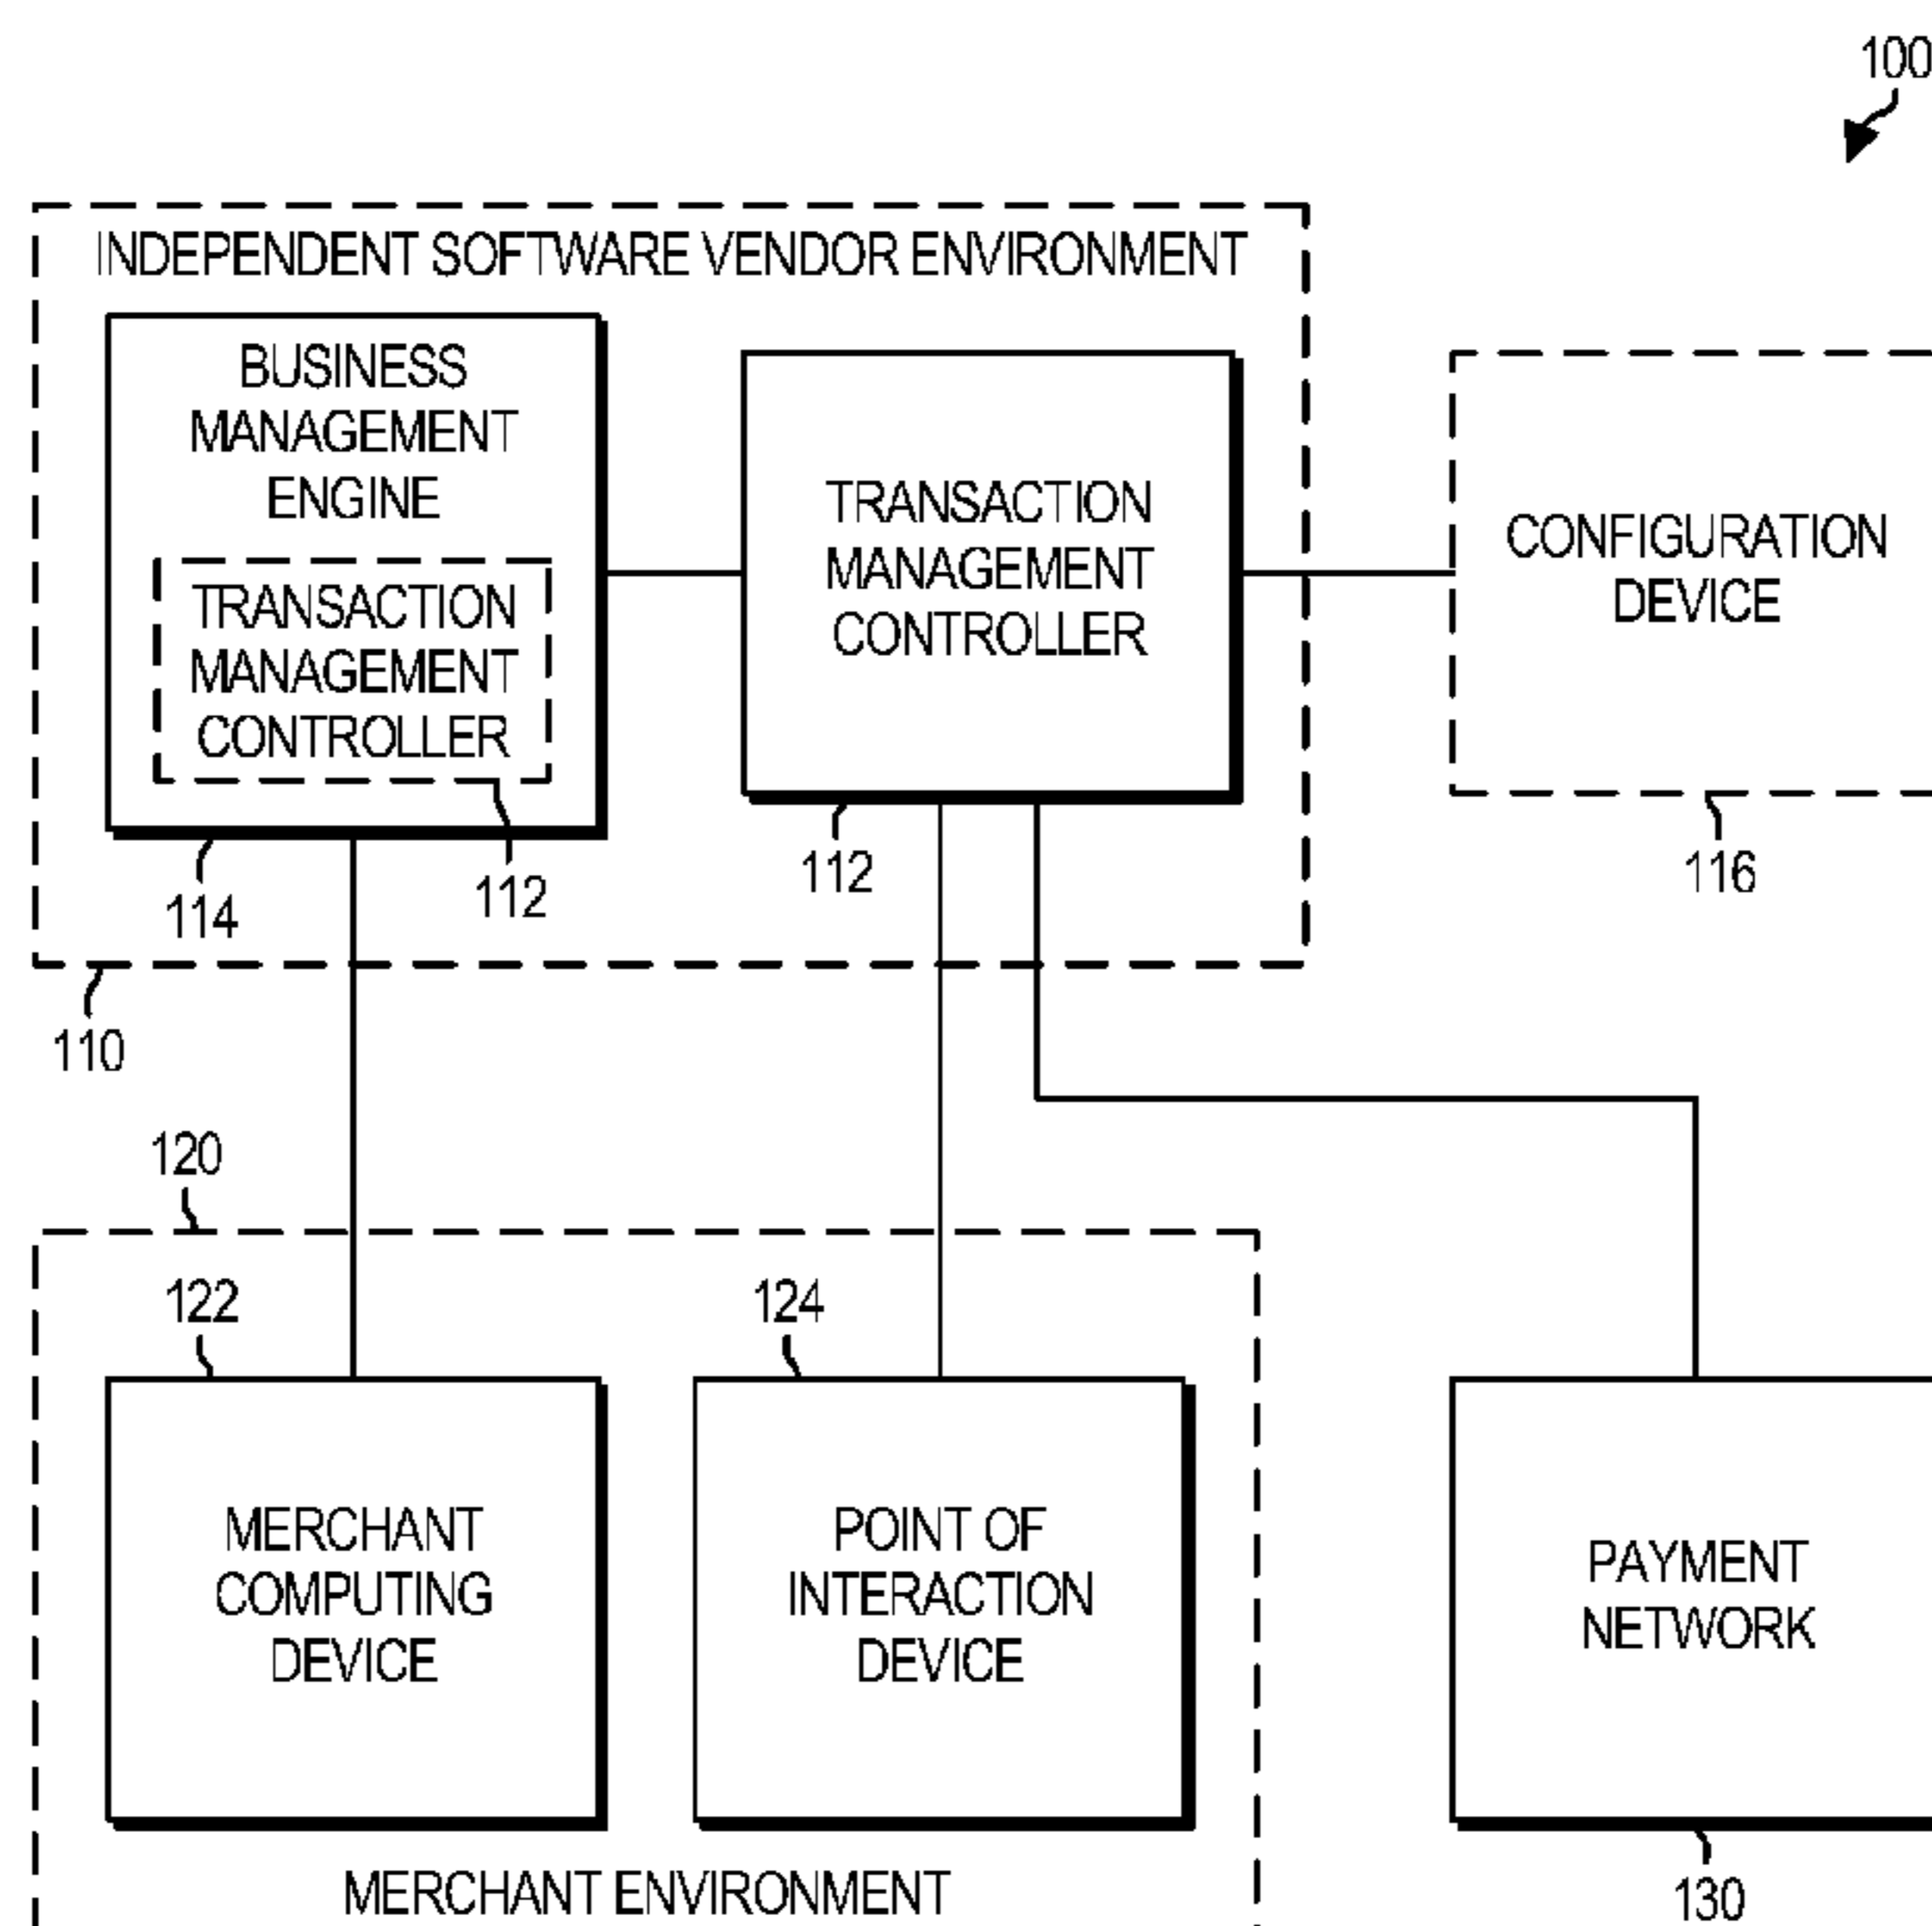 100
INDEPENDENT SOFTWARE VENDOR ENVIRONMENT
BUSINESS
MANAGEMENT
ENGINE
TRANSACTION
MANAGEMENT
CONTROLLER
TRANSACTION
MANAGEMENT
CONTROLLER
CONFIGURATION
DEVICE
114
112
112
116
110
120
122
124
MERCHANT
COMPUTING
DEVICE
POINT OF
INTERACTION
DEVICE
PAYMENT
NETWORK
MERCHANT ENVIRONMENT
130